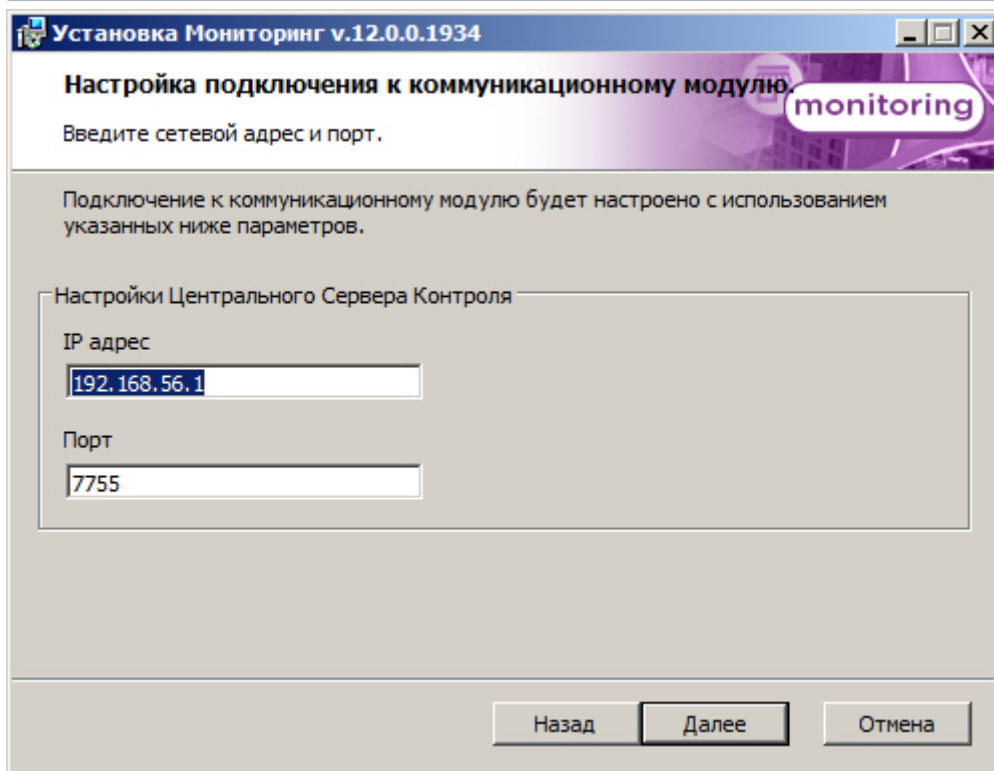 Установка Мониторинг v.12.0.0.1934
Настройка подключения к коммуникационному модулю.
monitoring
Введите сетевой адрес и порт.
Подключение к коммуникационному модулю будет настроено с использованием
указанных ниже параметров.
Настройки Центрального Сервера Контроля
IP адрес
192.168.56.1
Порт
7755
Назад
Далее
Отмена